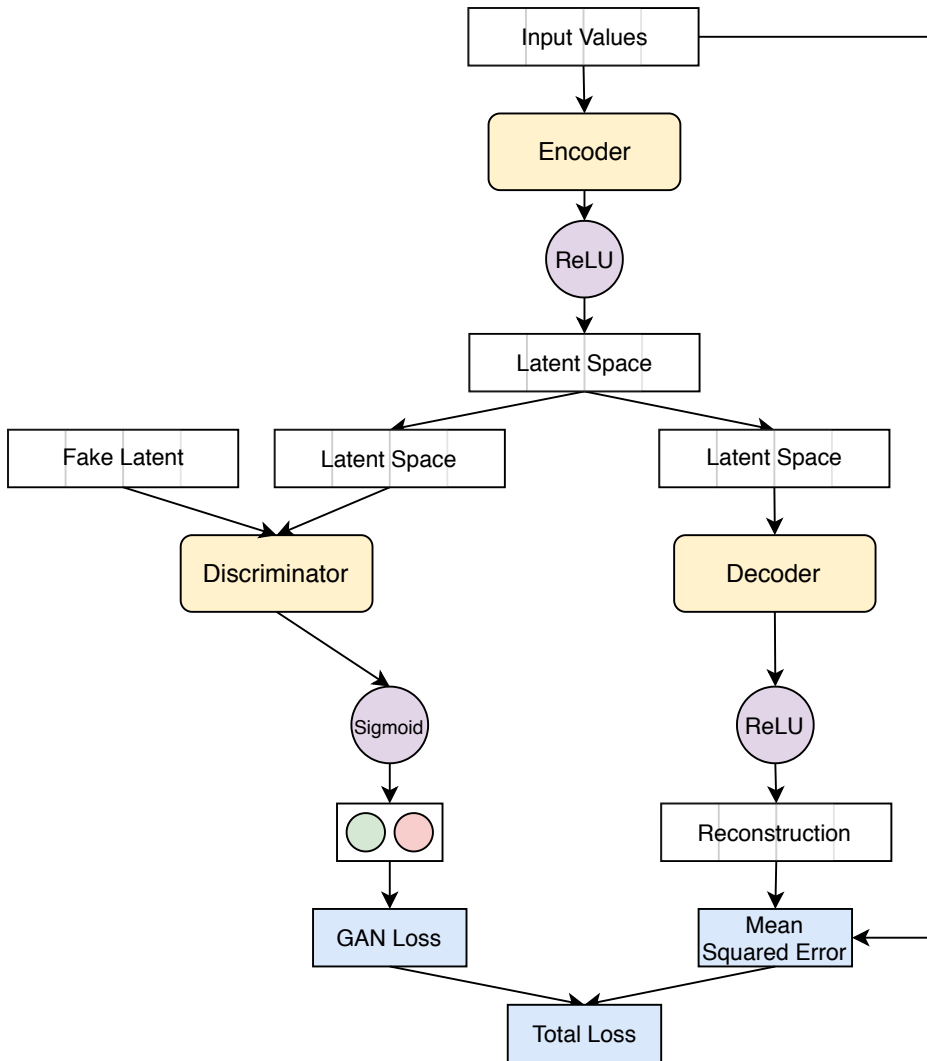 Input Values
Encoder
ReLU
Latent Space
Fake Latent
Latent Space
Latent Space
Discriminator
Decoder
Sigmoid
ReLU
Reconstruction
GAN Loss
Mean
Squared Error
Total Loss